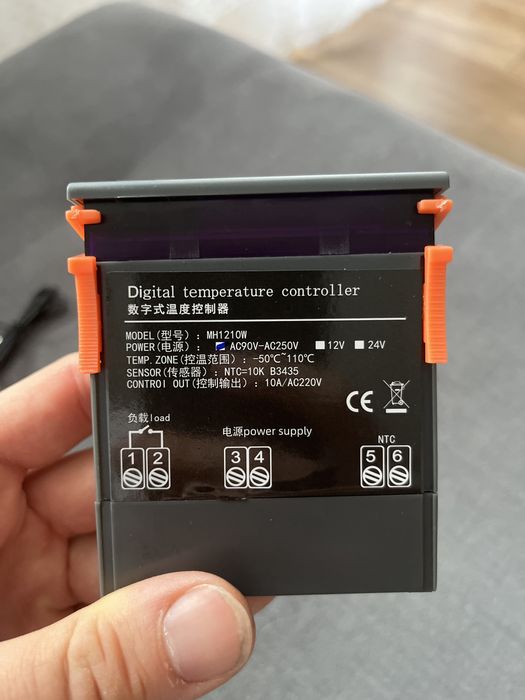 Digital temperature controller
数字式温度控制器
MODEL(型号): MH1210W
POWER(电源): AC90V-AC250V 12V 24V
TEMP.ZONE(控温范围): -50℃~110℃
SENSOR(传感器): NTC=10K B3435
CONTROl OUT(控制输出): 10A/AC220V
CE
负载load
电源power supply
NTC
1 2 3 4 5 6